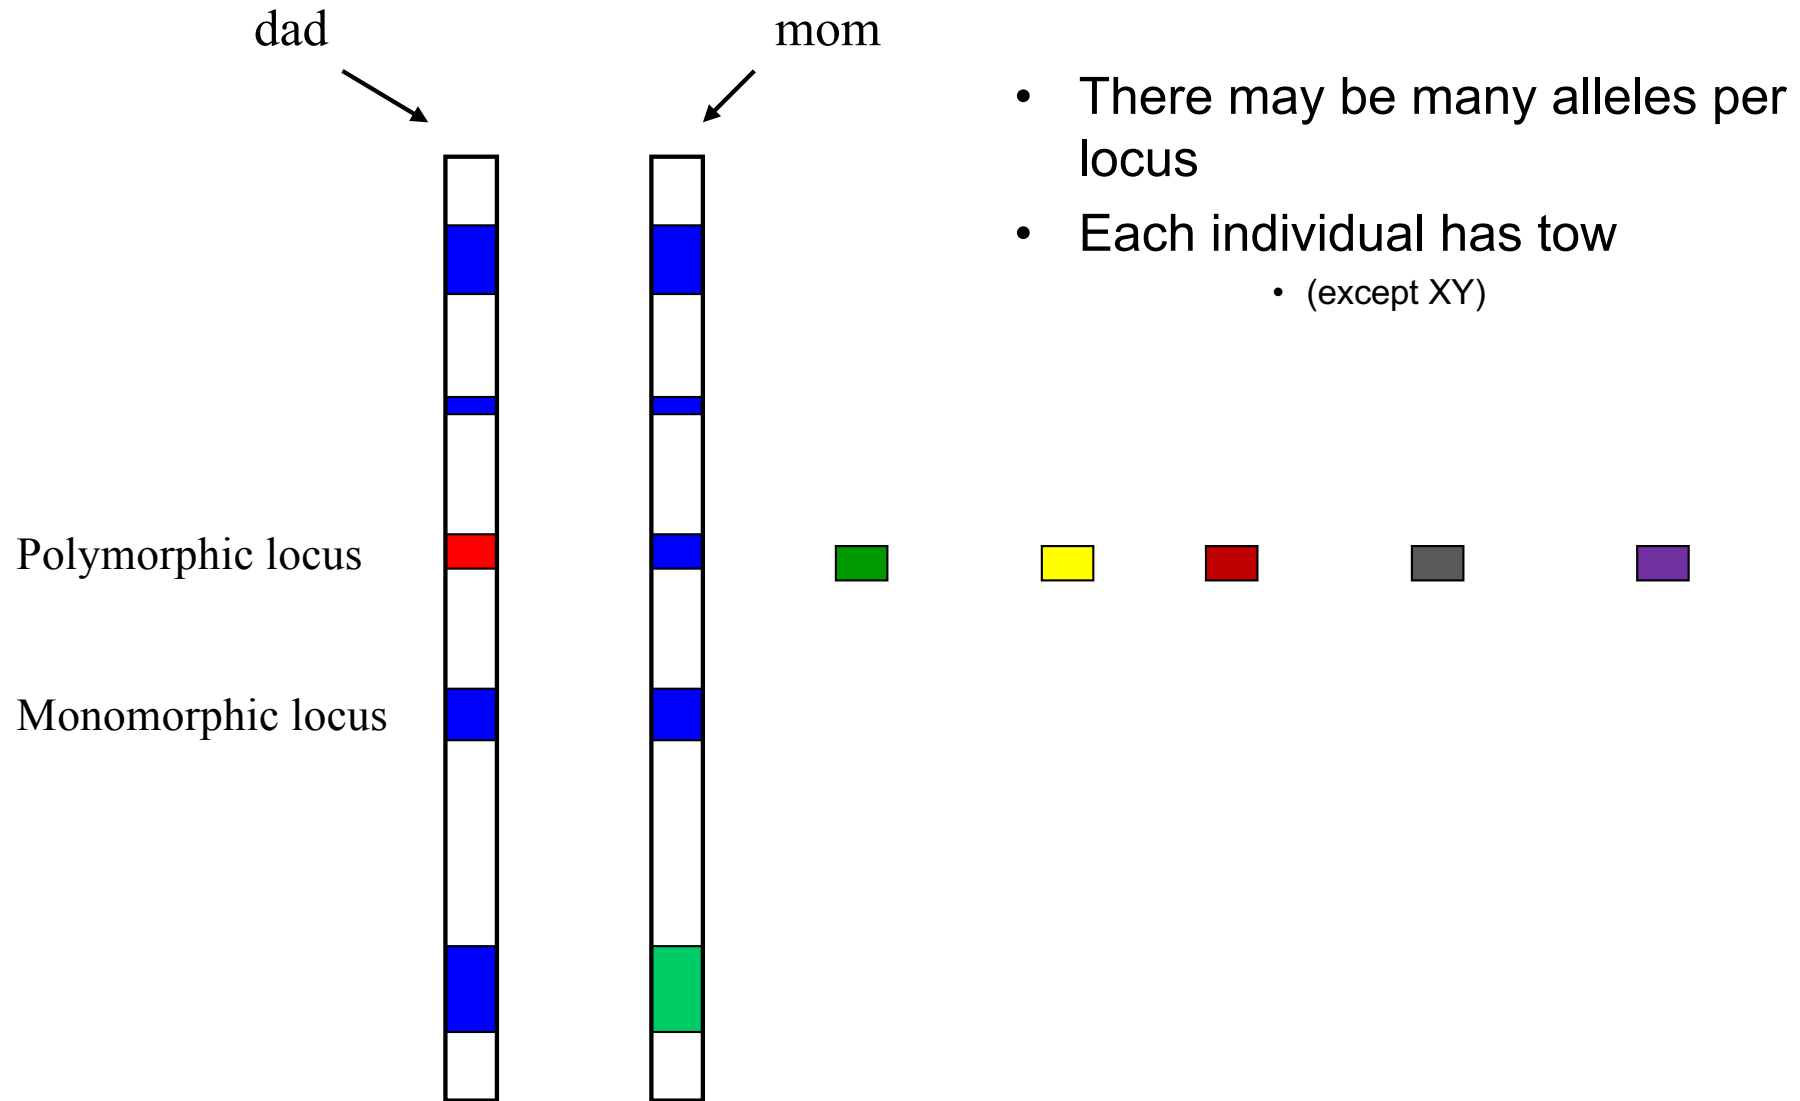 dad
mom
• There may be many alleles per
locus
• Each individual has tow
• (except XY)
Polymorphic locus
Monomorphic locus